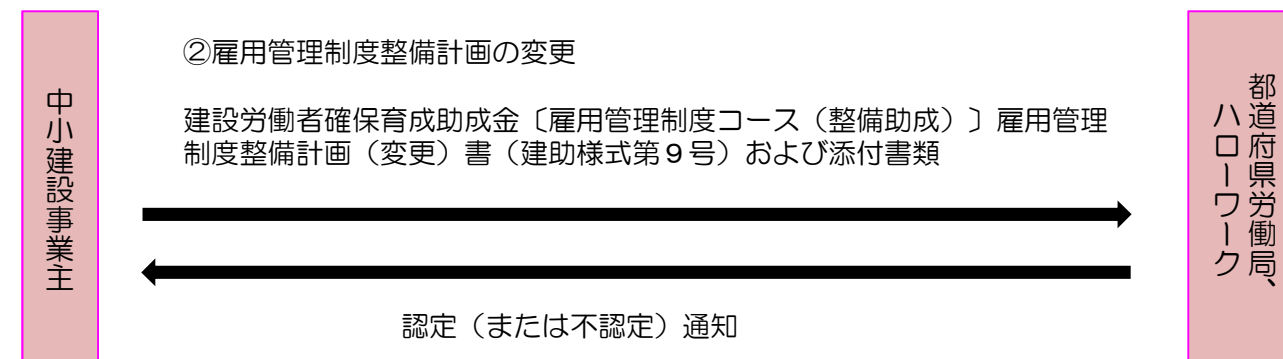 中小建設事業主
②雇用管理制度整備計画の変更
建設労働者確保育成助成金〔雇用管理制度コース（整備助成）〕雇用管理
制度整備計画（変更）書（建助様式第９号）および添付書類
認定（または不認定）通知
都道府県労働局、
ハローワーク